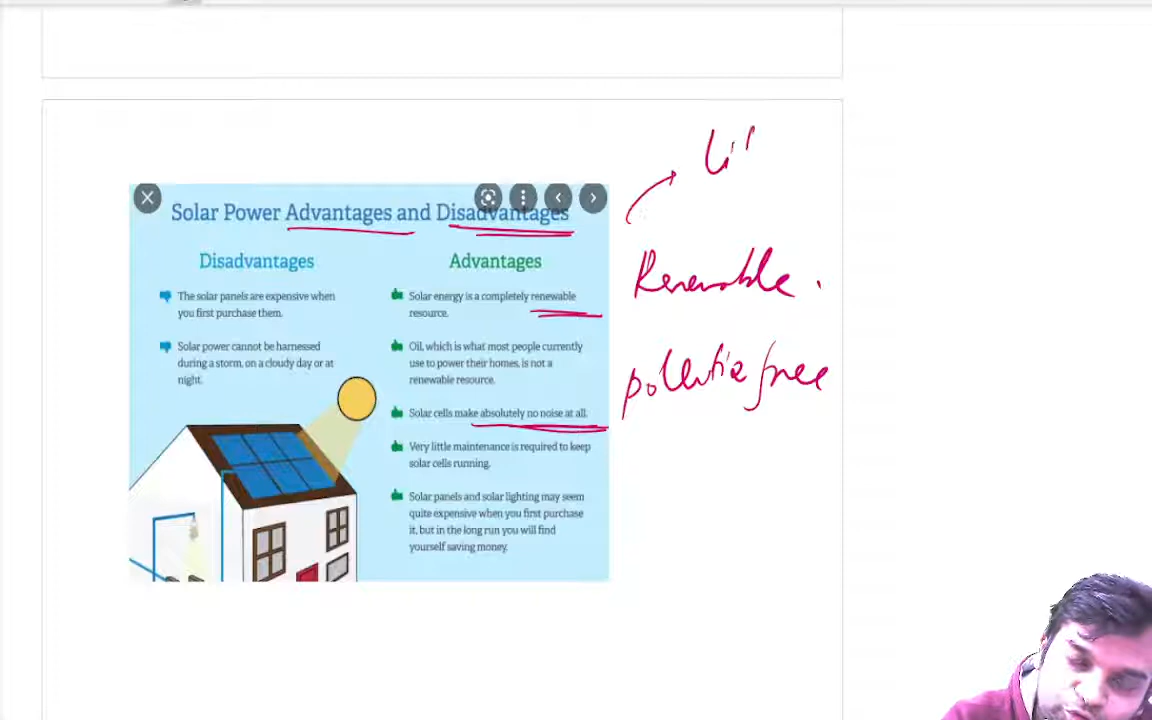 Solar Power Advantages and Disadvantages
Disadvantages
The solar panels are expensive when
you first purchase them.
Solar power cannot be harnessed
during a storm, on a cloudy day or at
night.
Advantages
Solar energy is a completely renewable
resource.
Oil, which is what most people currently
use to power their homes, is not a
renewable resource.
Solar cells make absolutely no noise at all.
Very little maintenance is required to keep
solar cells running.
Solar panels and solar lighting may seem
quite expensive when you first purchase
it, but in the long run you will find
yourself saving money.
Renewable.
free